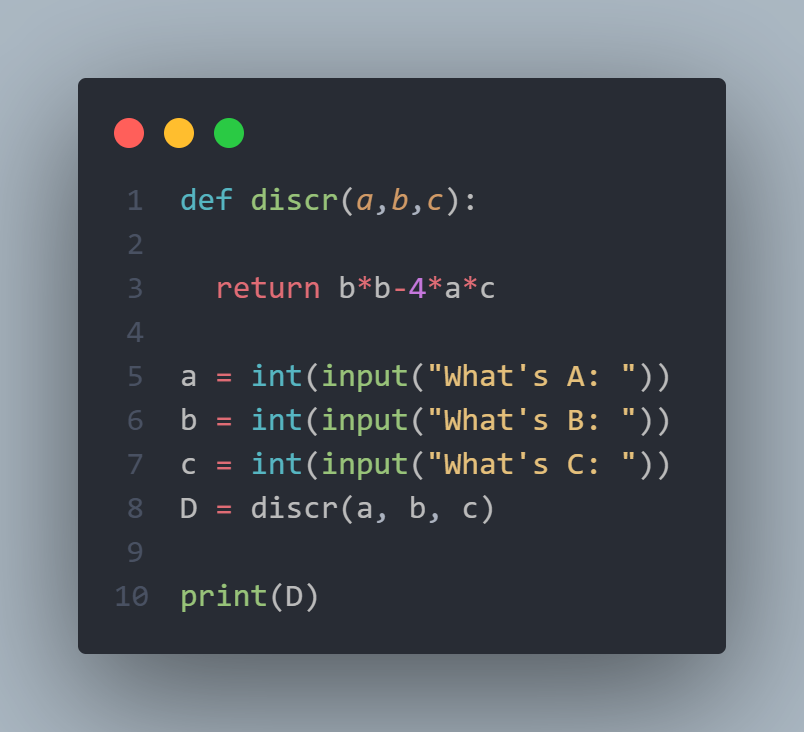 1 def discr(a,b,c):
2
3   return b*b-4*a*c
4
5 a = int(input("What's A: "))
6 b = int(input("What's B: "))
7 c = int(input("What's C: "))
8 D = discr(a, b, c)
9
10 print(D)